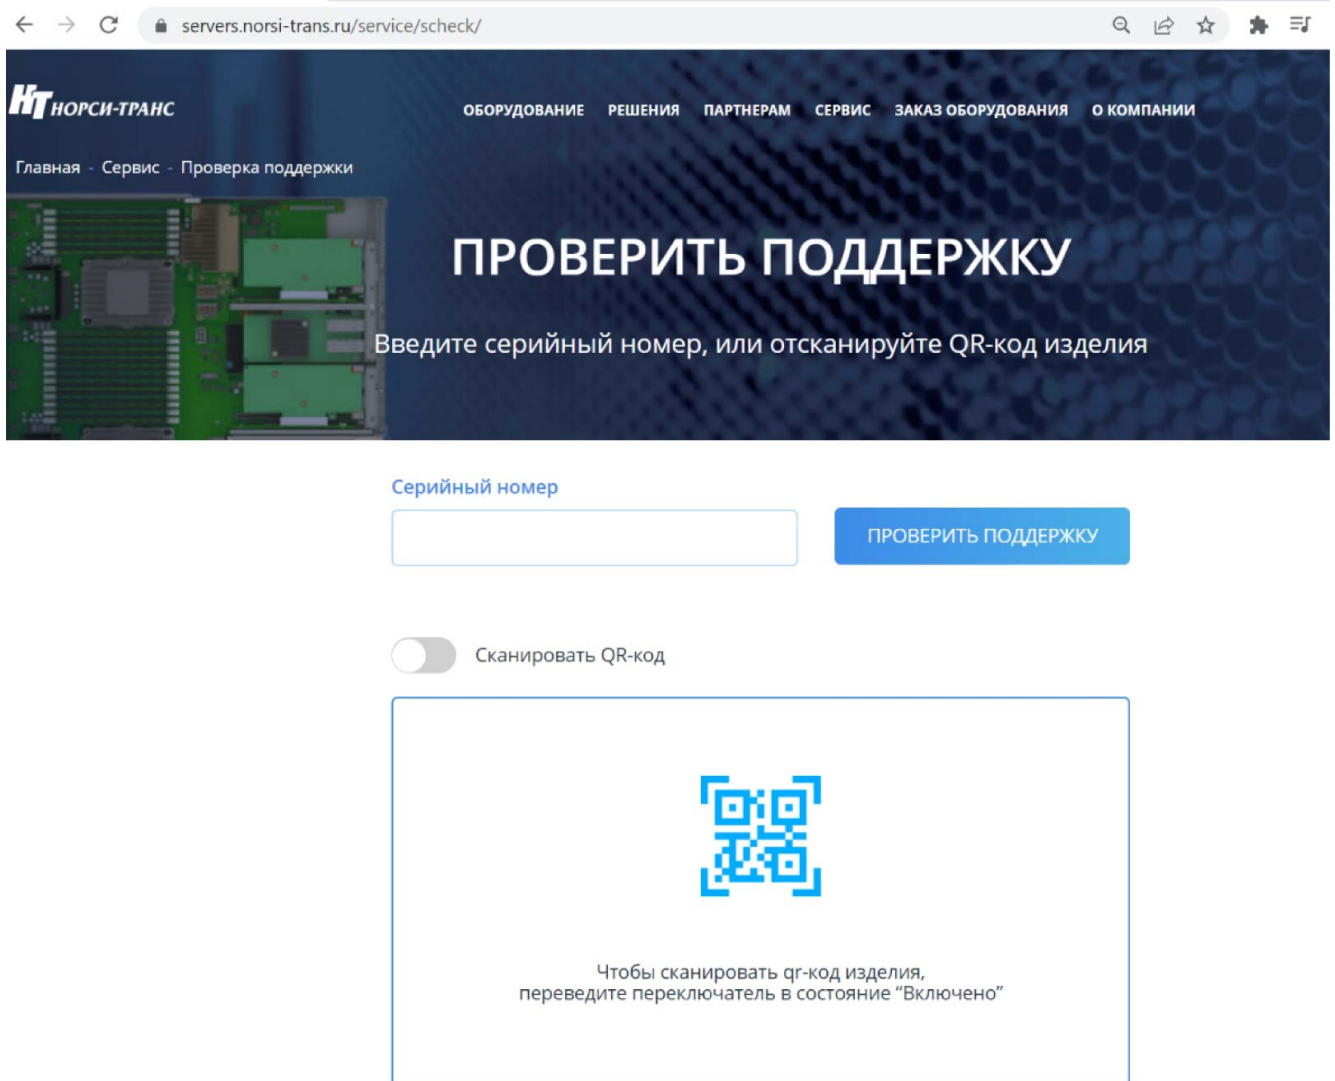 servers.norsi-trans.ru/service/scheck/
НТ НОРСИ-ТРАНС
ОБОРУДОВАНИЕ РЕШЕНИЯ ПАРТНЕРАМ СЕРВИС ЗАКАЗ ОБОРУДОВАНИЯ О КОМПАНИИ
Главная - Сервис - Проверка поддержки
ПРОВЕРИТЬ ПОДДЕРЖКУ
Введите серийный номер, или отсканируйте QR-код изделия
Серийный номер
ПРОВЕРИТЬ ПОДДЕРЖКУ
Сканировать QR-код
Чтобы сканировать qr-код изделия,
переведите переключатель в состояние “Включено”